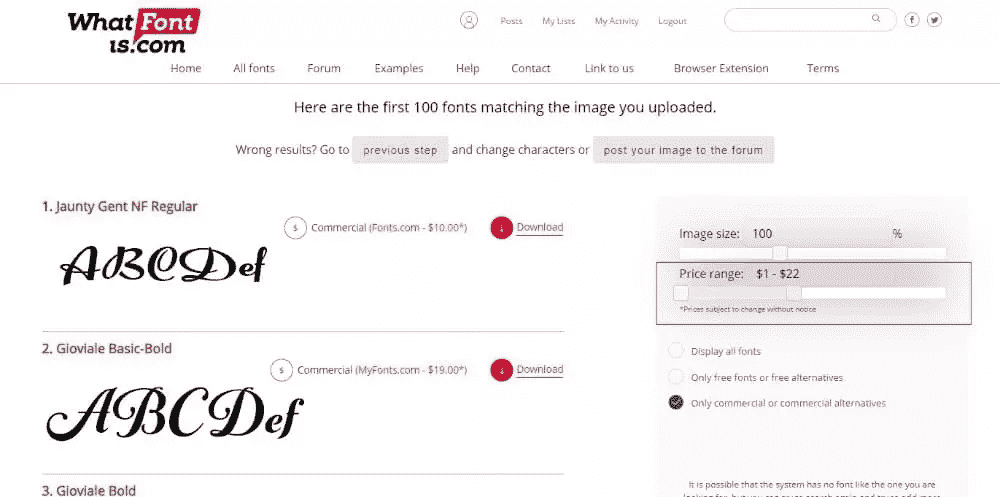 What Font
is.com
Posts My Lists My Activity Logout
Home All fonts Forum Examples Help Contact Link to us Browser Extension Terms
Here are the first 100 fonts matching the image you uploaded.
Wrong results? Go to previous step and change characters or post your image to the forum
1. Jaunty Gent NF Regular
$ Commercial (Fonts.com - $10.00*) Download
ABCDef
2. Gioviale Basic-Bold
$ Commercial (MyFonts.com - $19.00*) Download
ABCDef
3. Gioviale Bold
Image size: 100 %
Price range: $1 - $22
*Prices subject to change without notice
Display all fonts
Only free fonts or free alternatives
Only commercial or commercial alternatives
It is possible that the system has no font like the one you are